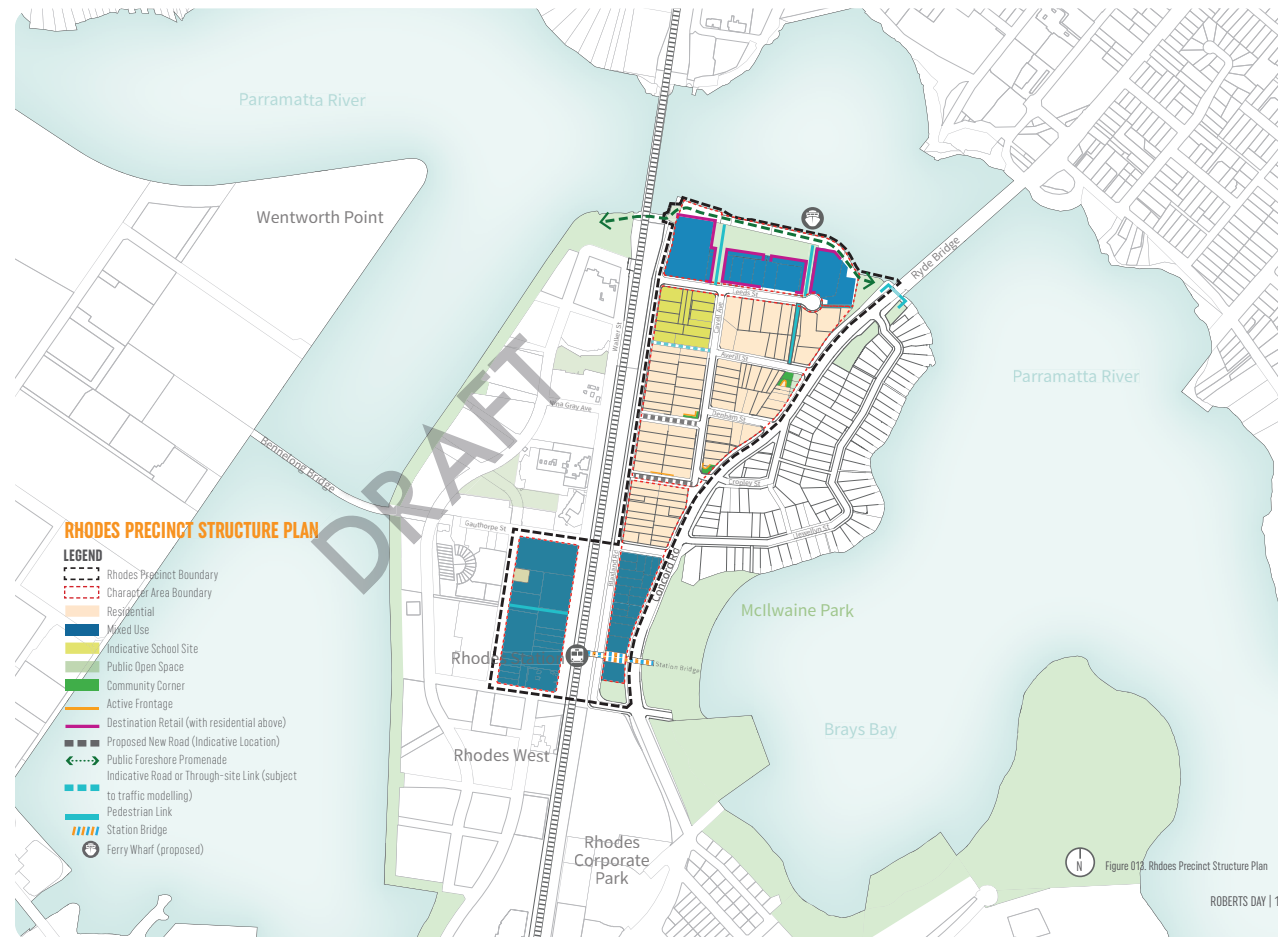 Parramatta River
Wentworth Point
Ryde Bridge
Leeds St
Cavell Ave
Walker St
Averill St
Parramatta River
Gray Ave
Denham St
DRAFT
Bennelong Bridge
Cropley St
Gauthorpe St
Llewellyn St
RHODES PRECINCT STRUCTURE PLAN
LEGEND
Rhodes Precinct Boundary
Character Area Boundary
Residential
Mixed Use
Indicative School Site
Public Open Space
Community Corner
Active Frontage
Destination Retail (with residential above)
Proposed New Road (Indicative Location)
Public Foreshore Promenade
Indicative Road or Through-site Link (subject
to traffic modelling)
Pedestrian Link
Station Bridge
Ferry Wharf (proposed)
Concord Rd
McIlwaine Park
Rhodes
Station Bridge
Brays Bay
Rhodes West
Rhodes
Corporate
Park
N
Figure 013. Rhdoes Precinct Structure Plan
ROBERTS DAY | 1